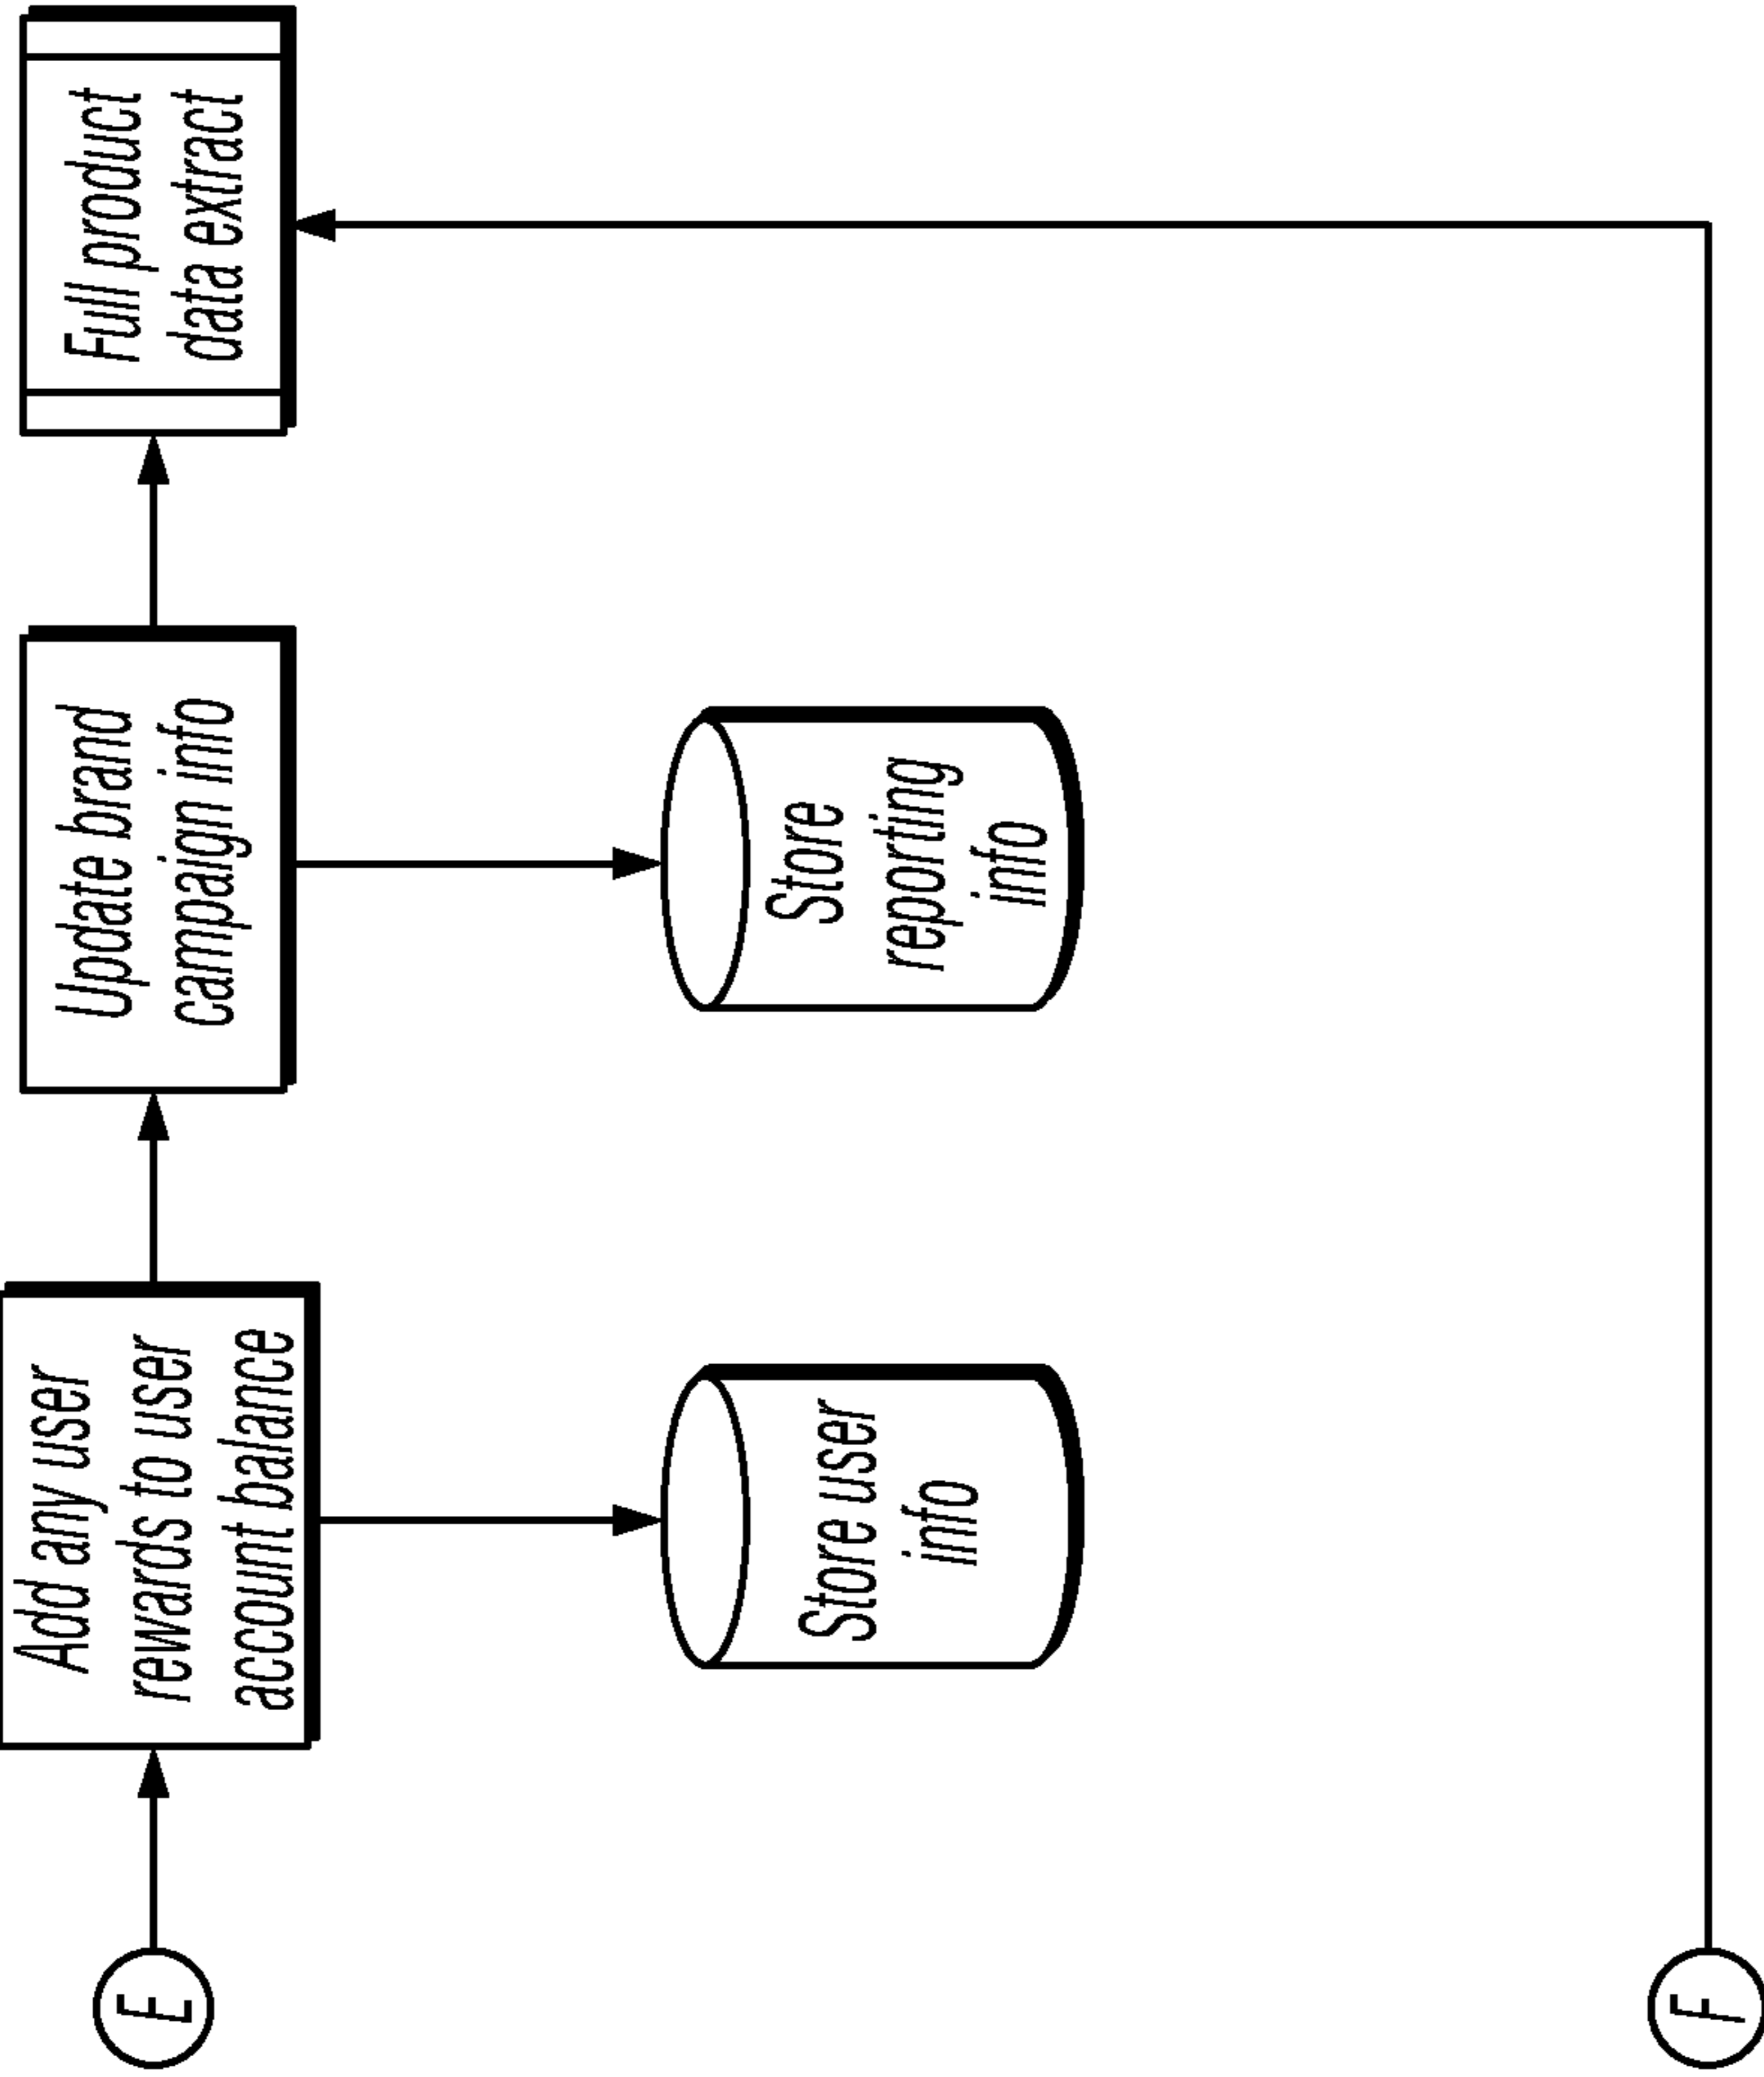 E
Add any user
rewards to user
account balance
Update brand
campaign info
Full product
data extract
Store user
info
Store
reporting
info
F